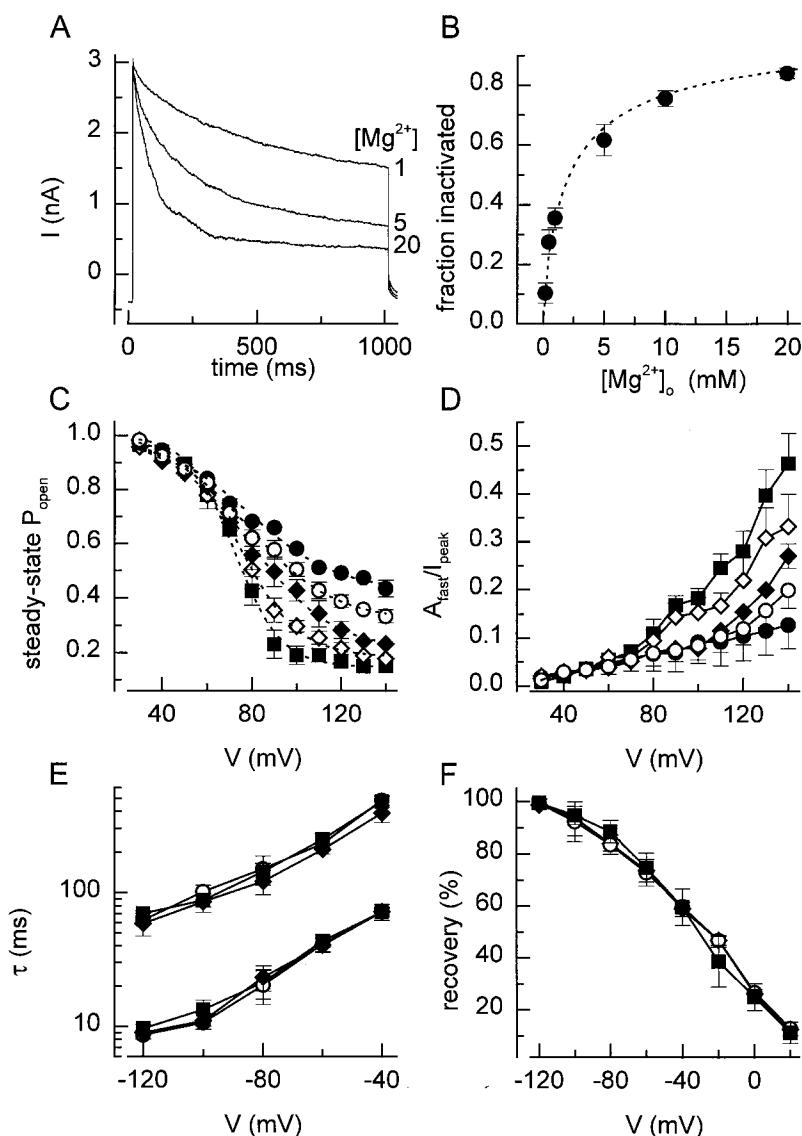 A
3
2
1
0
I (nA)
[Mg²⁺]
1
5
20
0
500
1000
time (ms)
B
0.8
0.6
0.4
0.2
0.0
fraction inactivated
0
5
10
15
20
[Mg²⁺]ₒ (mM)
C
1.0
0.8
0.6
0.4
0.2
steady-state Pₒₚₑₙ
40
80
120
V (mV)
D
0.5
0.4
0.3
0.2
0.1
0.0
A_fast/I_peak
40
80
120
V (mV)
E
100
10
τ (ms)
-120
-80
-40
V (mV)
F
100
80
60
40
20
recovery (%)
-120
-80
-40
0
V (mV)